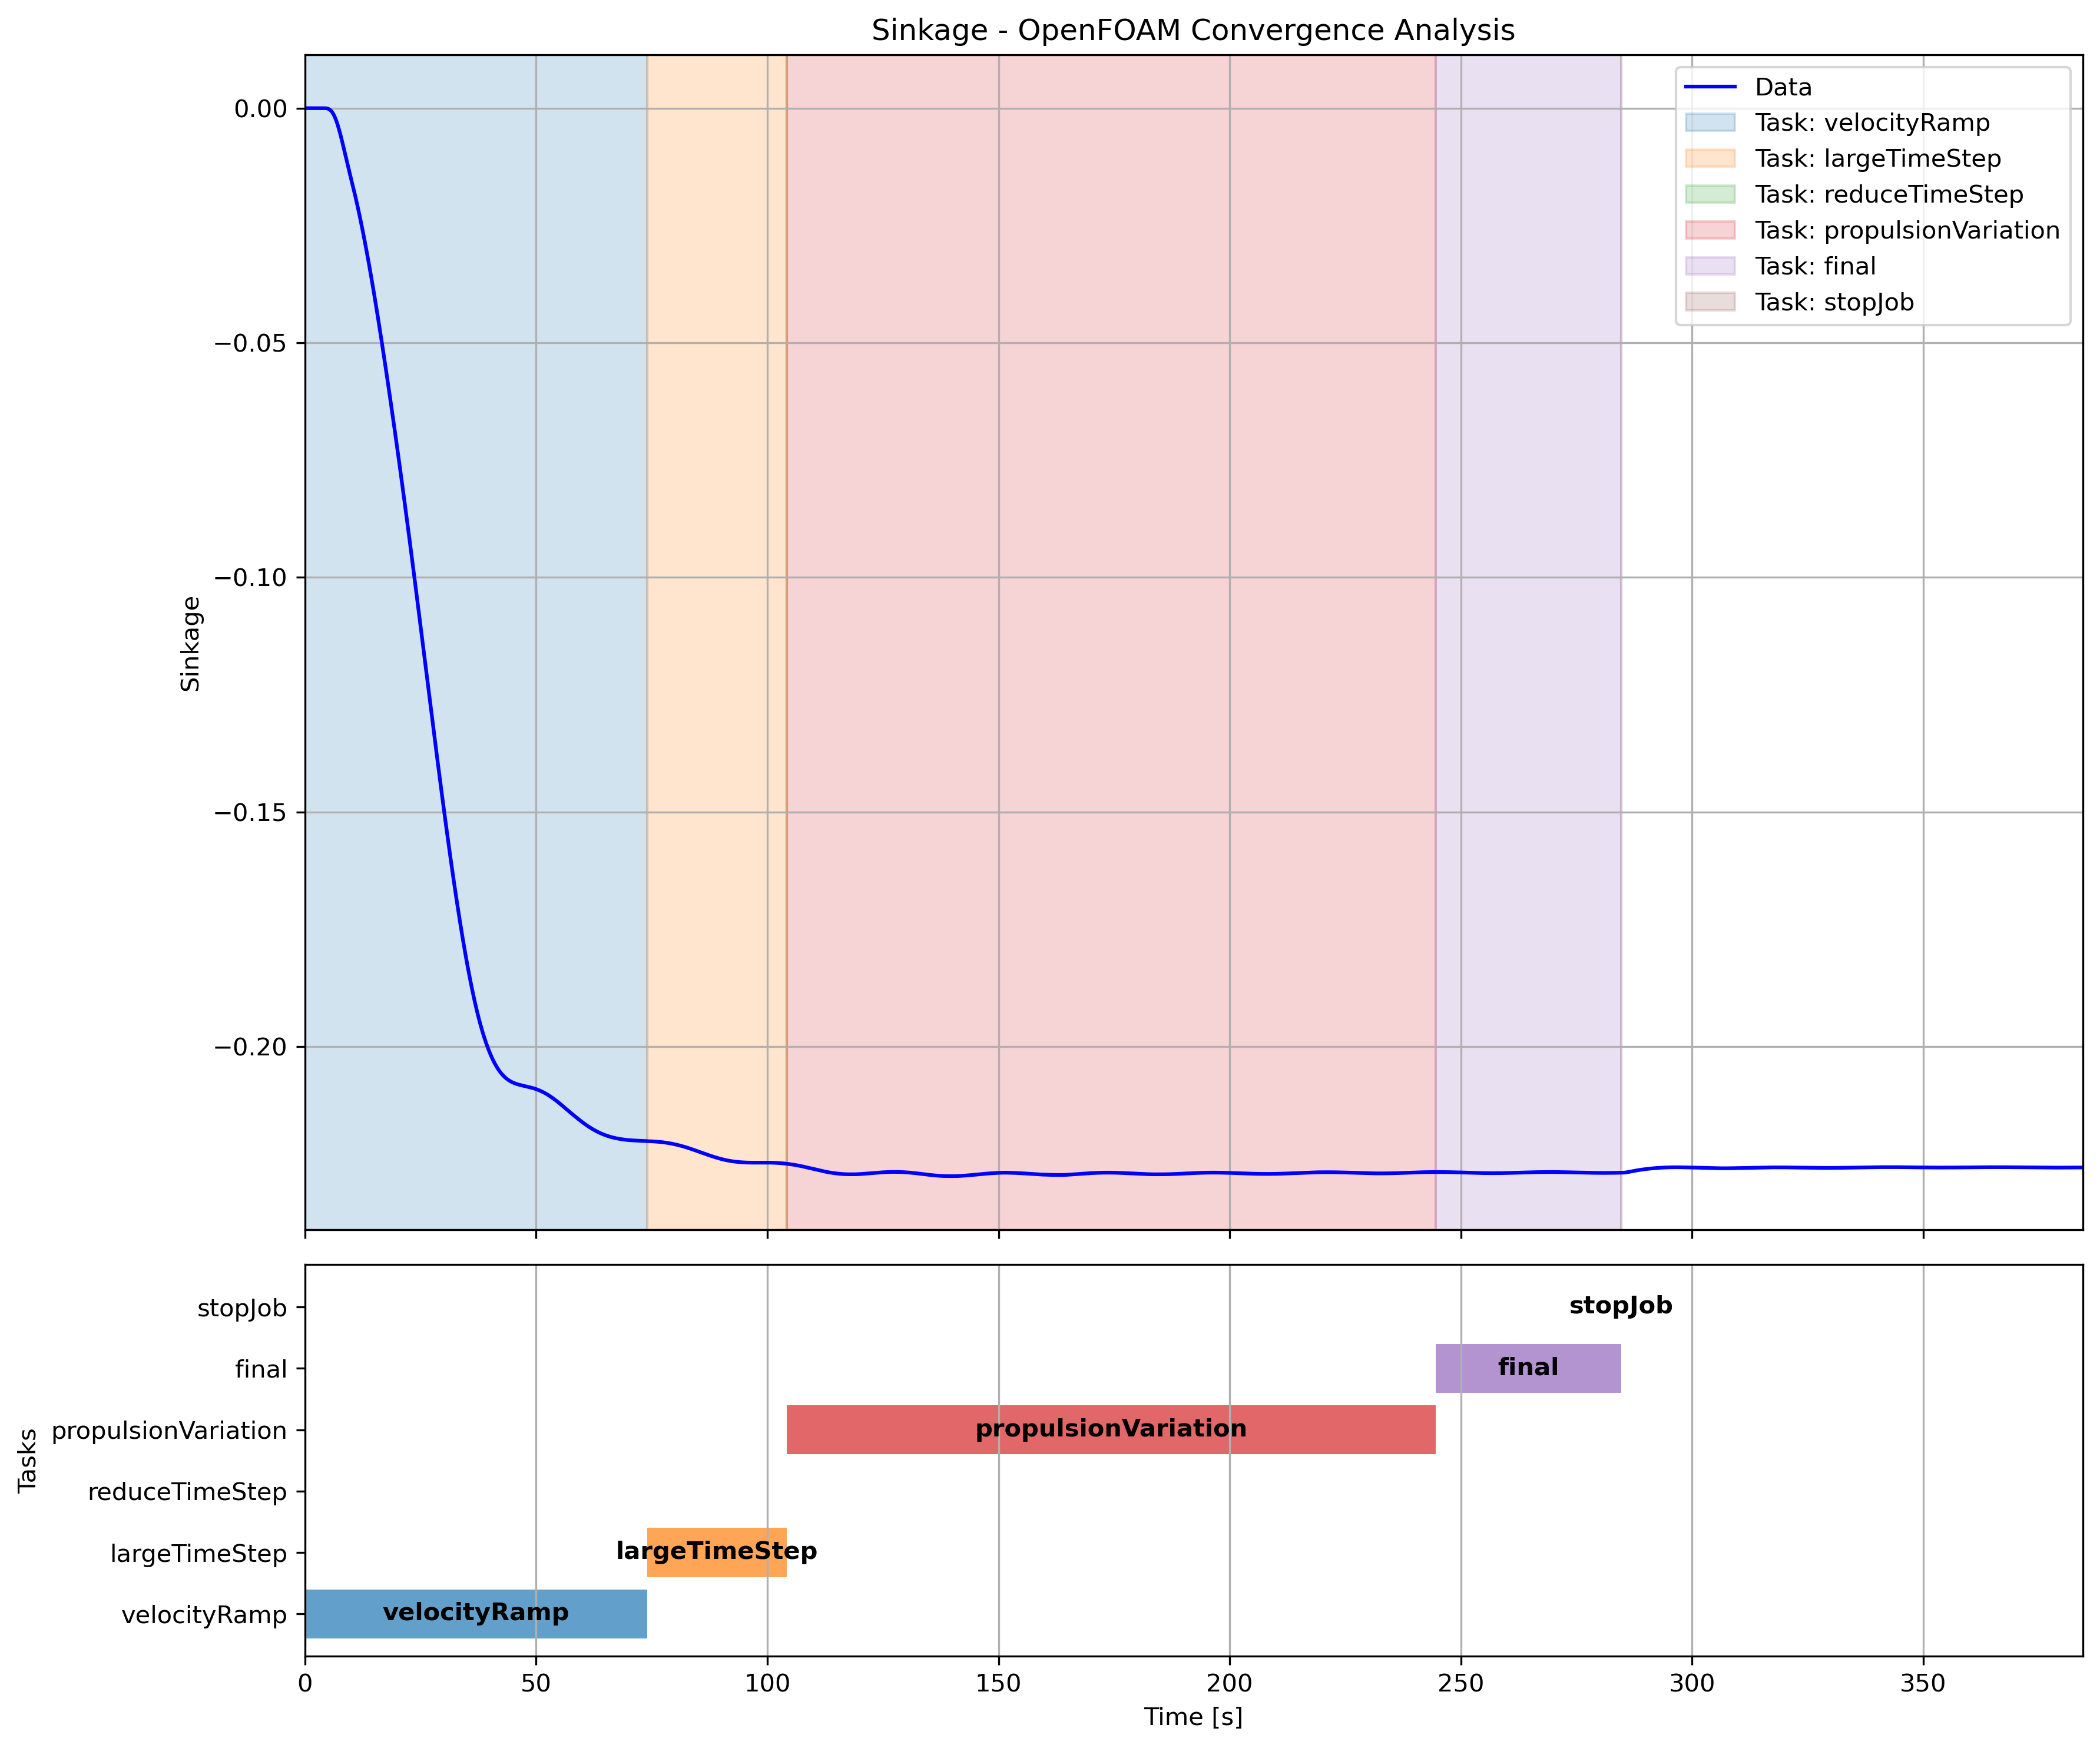 Sinkage - OpenFOAM Convergence Analysis
0.00
−0.05
−0.10
−0.15
−0.20
Sinkage
Data
Task: velocityRamp
Task: largeTimeStep
Task: reduceTimeStep
Task: propulsionVariation
Task: final
Task: stopJob
stopJob
final
propulsionVariation
reduceTimeStep
largeTimeStep
velocityRamp
Tasks
stopJob
final
propulsionVariation
largeTimeStep
velocityRamp
0 50 100 150 200 250 300 350
Time [s]